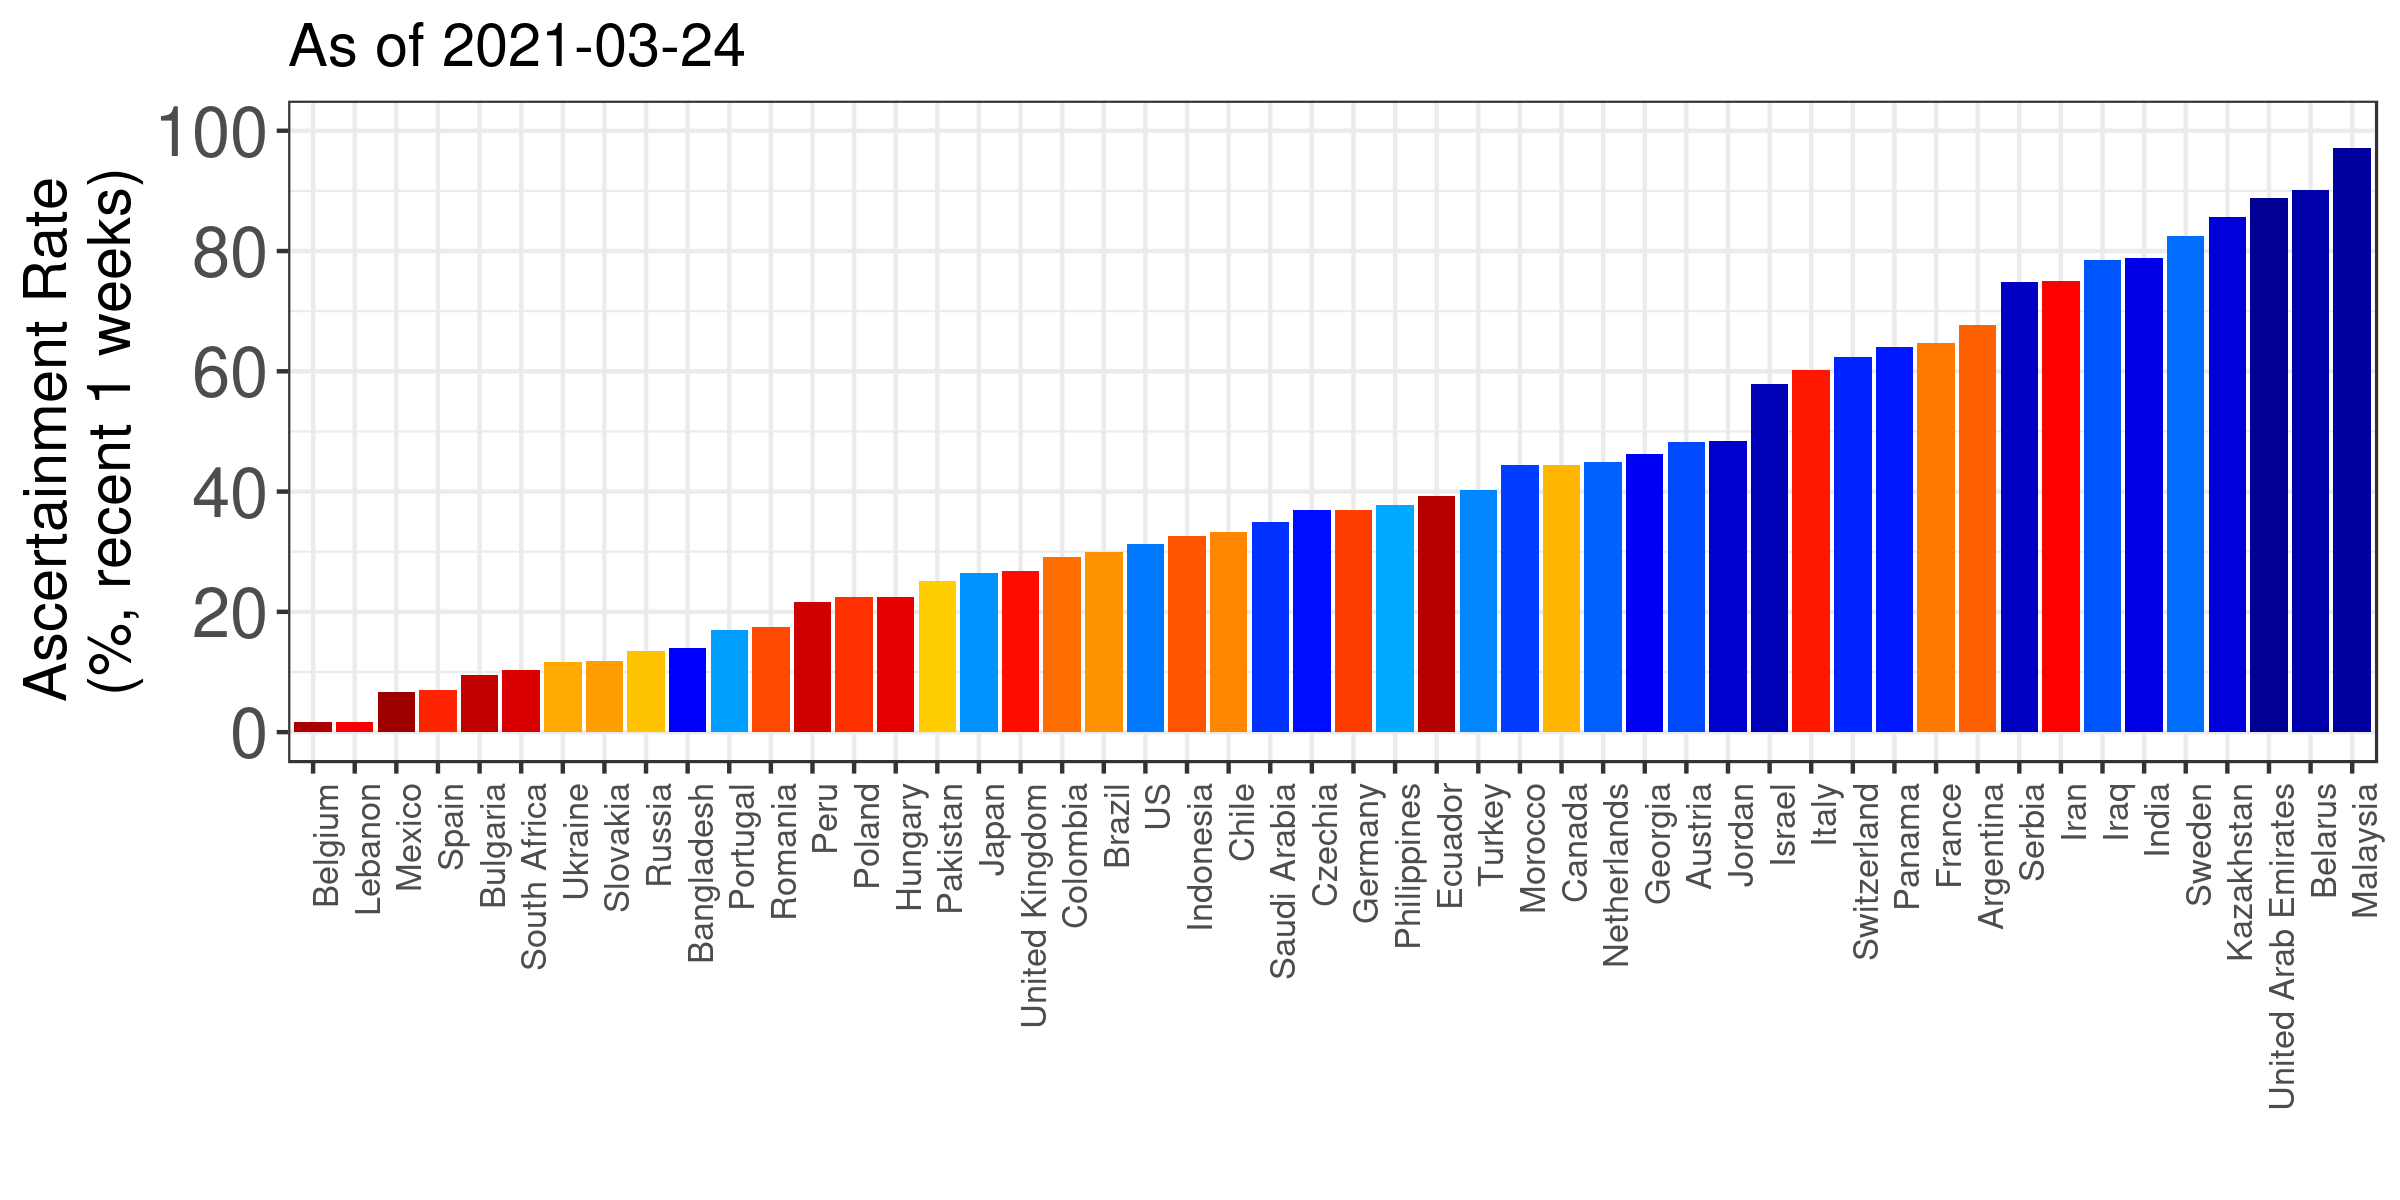 As of 2021-03-24
Ascertainment Rate
(%, recent 1 weeks)
100
80
60
40
20
0
Belgium
Lebanon
Mexico
Spain
Bulgaria
South Africa
Ukraine
Slovakia
Russia
Bangladesh
Portugal
Romania
Peru
Poland
Hungary
Pakistan
Japan
United Kingdom
Colombia
Brazil
US
Indonesia
Chile
Saudi Arabia
Czechia
Germany
Philippines
Ecuador
Turkey
Morocco
Canada
Netherlands
Georgia
Austria
Jordan
Israel
Italy
Switzerland
Panama
France
Argentina
Serbia
Iran
Iraq
India
Sweden
Kazakhstan
United Arab Emirates
Belarus
Malaysia